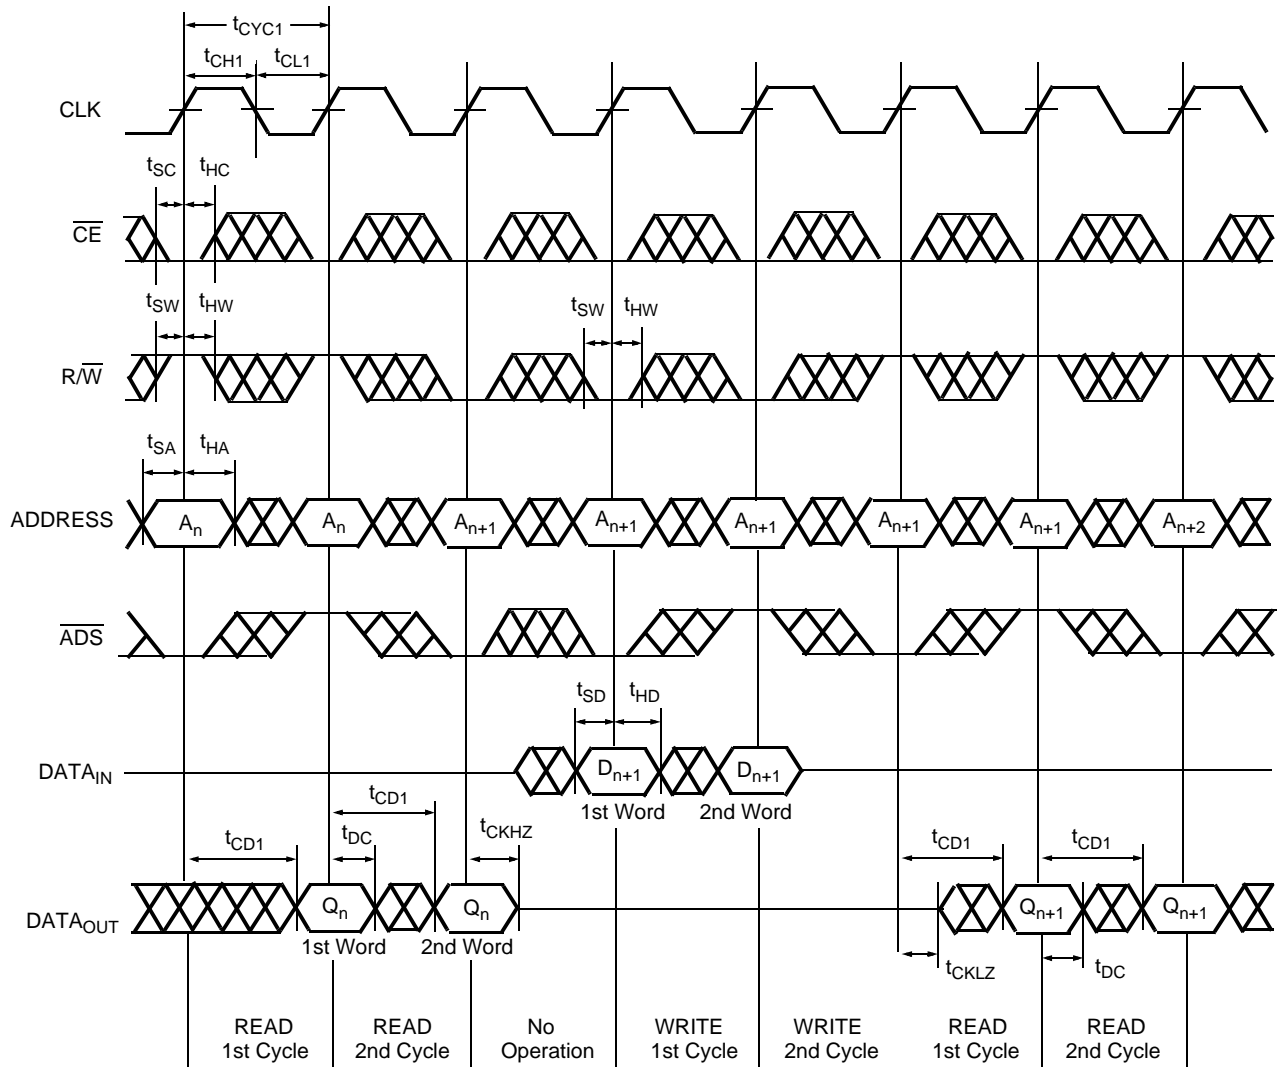 tCYC1
tCH1 tCL1
CLK
tSC tHC
CE
tSW tHW tSW tHW
R/W
tSA tHA
ADDRESS An An An+1 An+1 An+1 An+1 An+1 An+2
ADS
tSD tHD
DATAIN Dn+1 Dn+1
1st Word 2nd Word
tCD1
tCD1 tDC tCKHZ tCD1 tCD1
DATAOUT Qn Qn Qn+1 Qn+1
1st Word 2nd Word
tCKLZ tDC
READ READ No WRITE WRITE READ READ
1st Cycle 2nd Cycle Operation 1st Cycle 2nd Cycle 1st Cycle 2nd Cycle